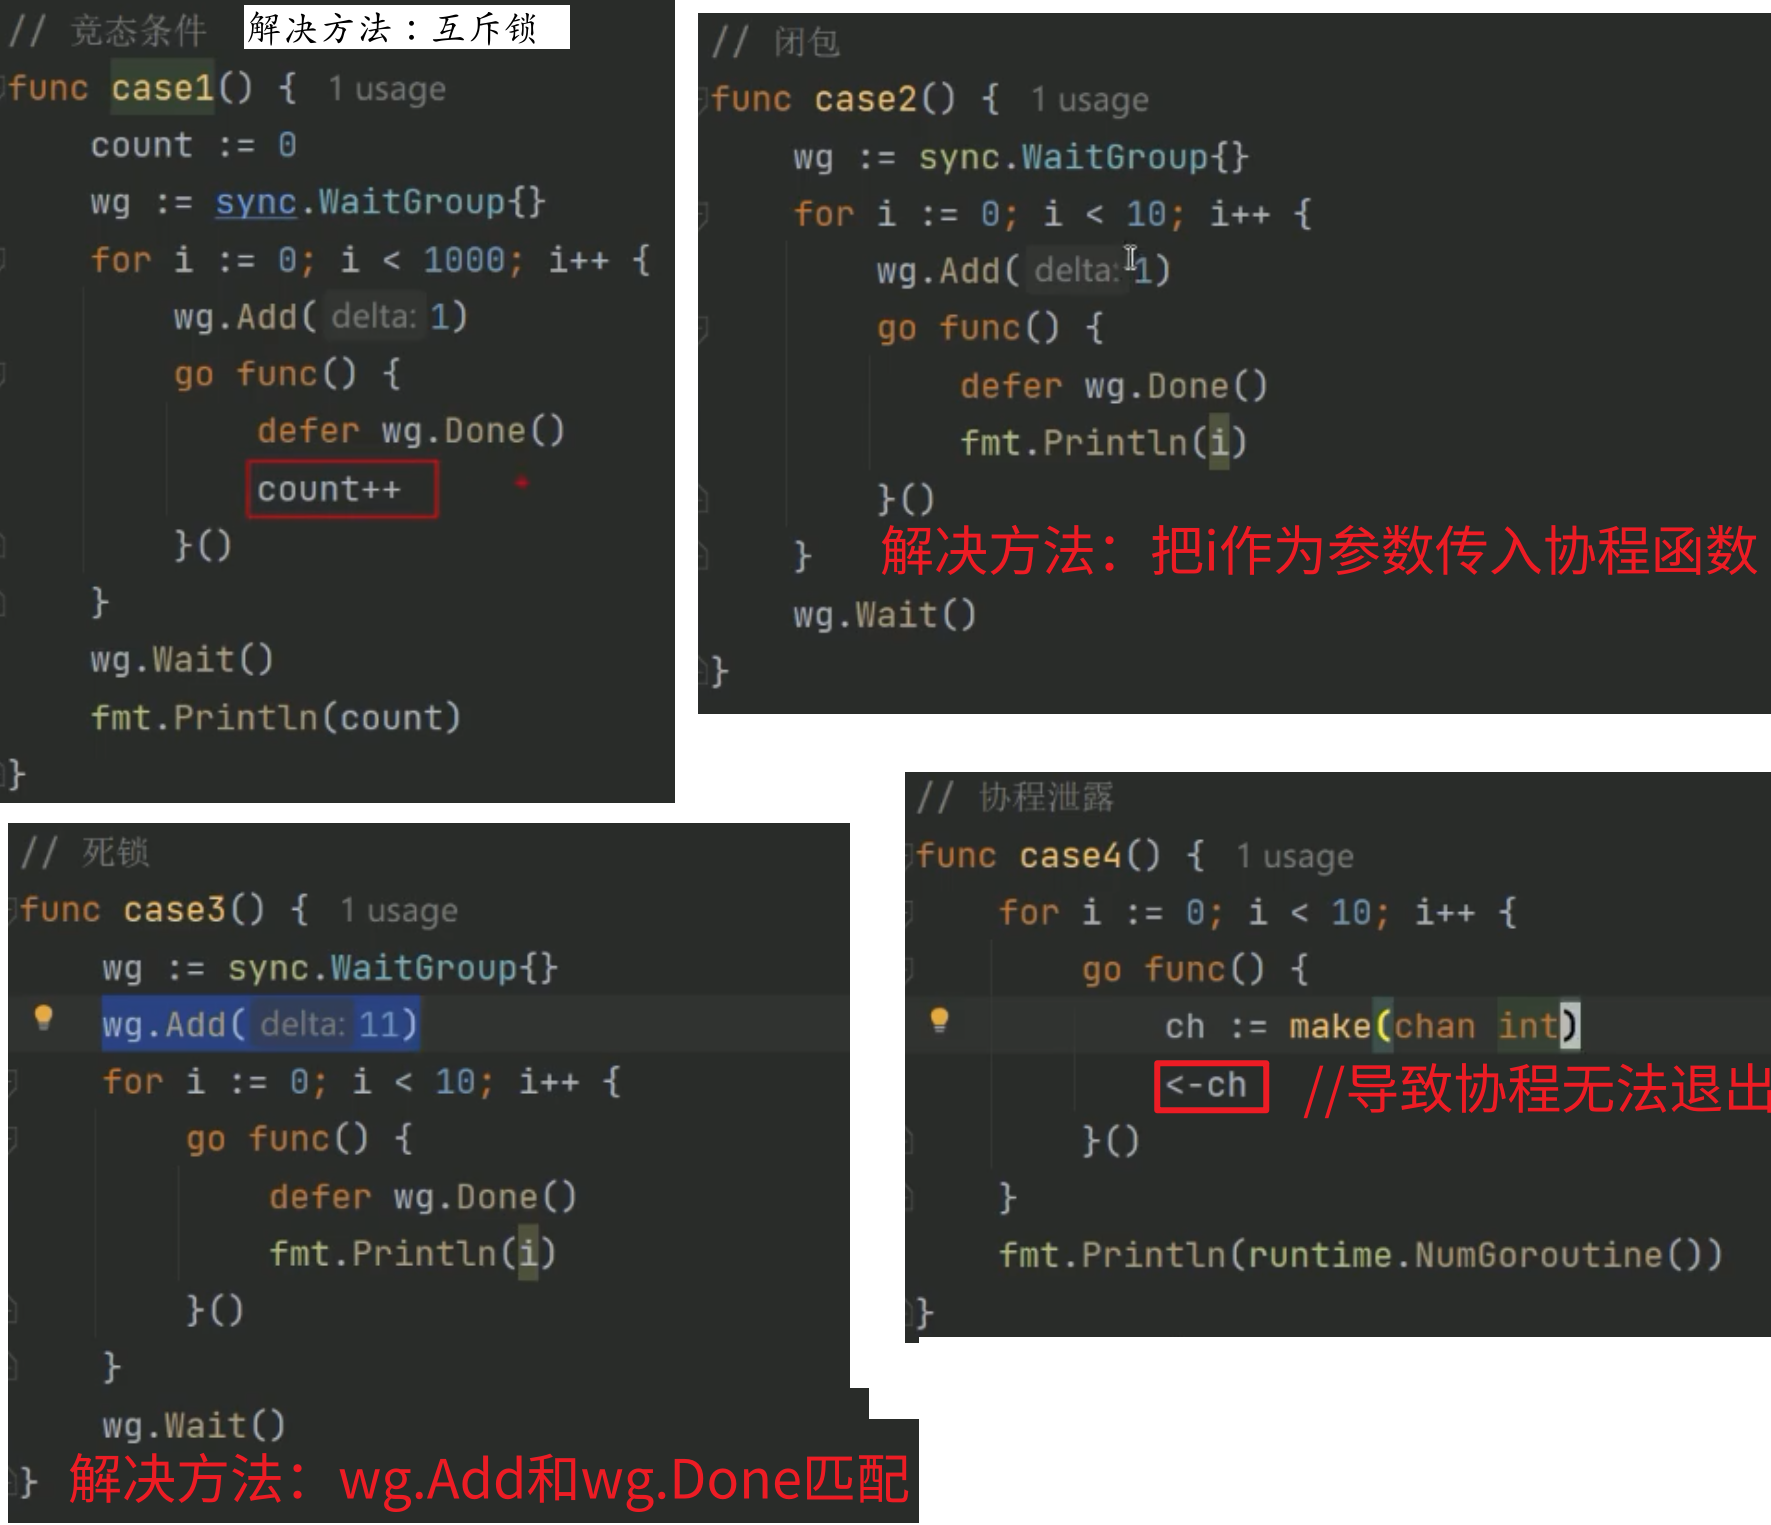 // 竞态条件 解决方法：互斥锁
func case1() { 1 usage
count := 0
wg := sync.WaitGroup{}
for i := 0; i < 1000; i++ {
wg.Add( delta: 1)
go func() {
defer wg.Done()
count++
}()
}
wg.Wait()
fmt.Println(count)
}
// 闭包
func case2() { 1 usage
wg := sync.WaitGroup{}
for i := 0; i < 10; i++ {
wg.Add( delta: 1)
go func() {
defer wg.Done()
fmt.Println(i)
}()
} 解决方法：把i作为参数传入协程函数
wg.Wait()
}
// 死锁
func case3() { 1 usage
wg := sync.WaitGroup{}
wg.Add( delta: 11)
for i := 0; i < 10; i++ {
go func() {
defer wg.Done()
fmt.Println(i)
}()
}
wg.Wait()
} 解决方法：wg.Add和wg.Done匹配
// 协程泄露
func case4() { 1 usage
for i := 0; i < 10; i++ {
go func() {
ch := make(chan int)
<-ch //导致协程无法退出
}()
}
fmt.Println(runtime.NumGoroutine())
}